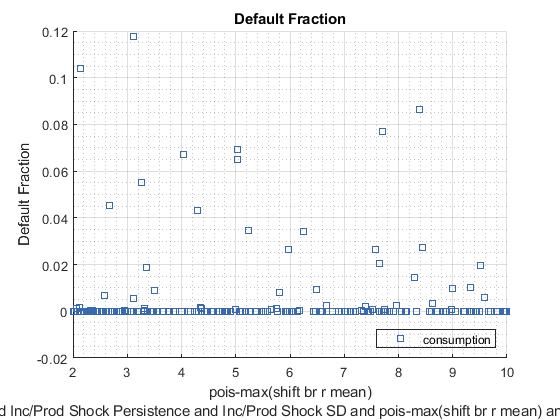 Default Fraction
0.12
0.1
0.08
0.06
0.04
0.02
0
-0.02
Default Fraction
consumption
2 3 4 5 6 7 8 9 10
pois-max(shift br r mean)
d Inc/Prod Shock Persistence and Inc/Prod Shock SD and pois-max(shift br r mean) ar